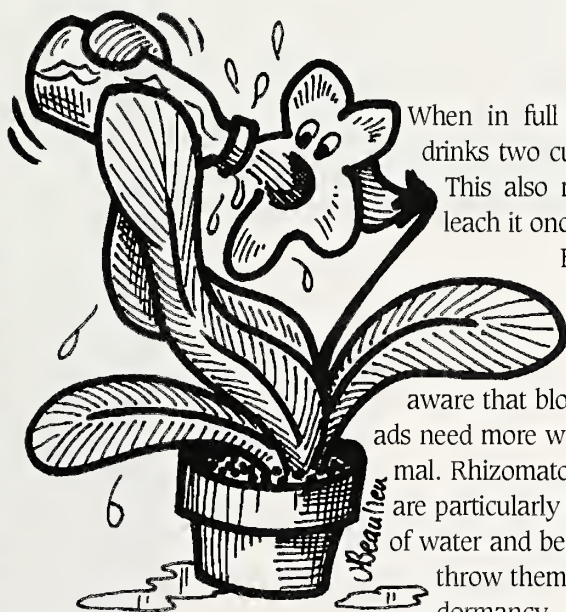 When in full
drinks two cu
This also
leach it onc
aware that blo
ads need more w
mal. Rhizomato
are particularly
of water and be
throw them
dormancy
Beaulieu